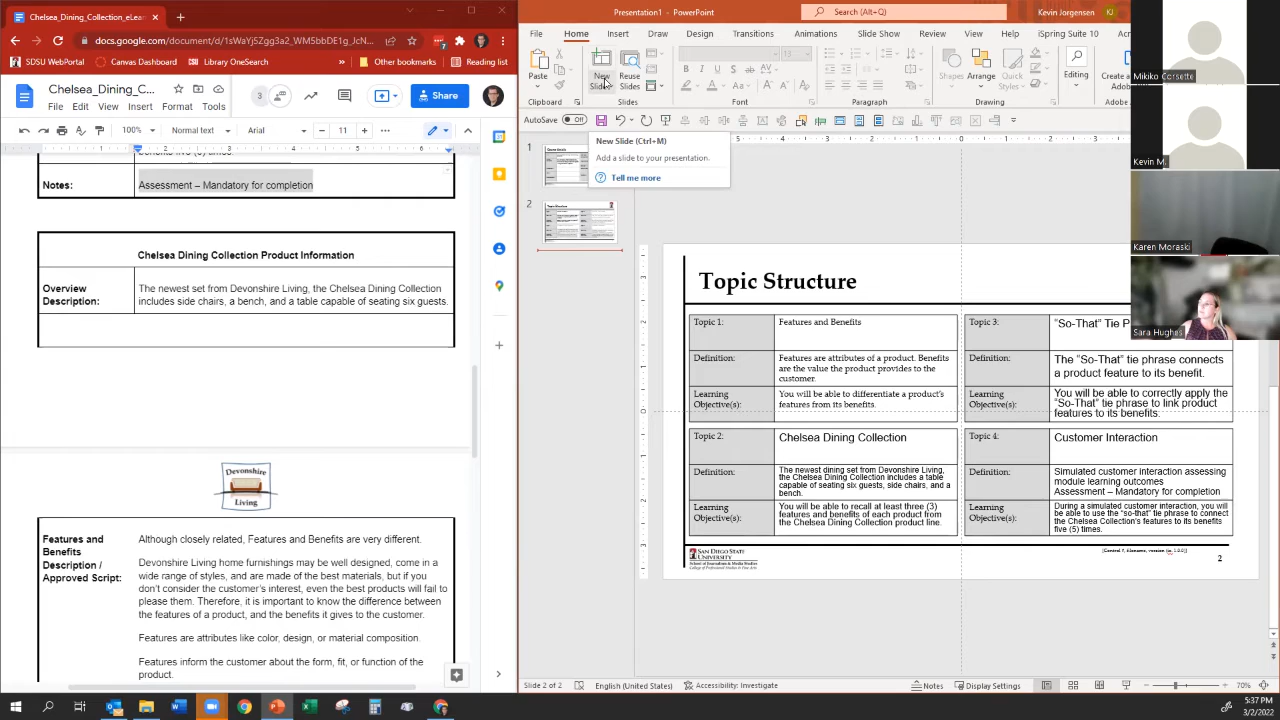 Chelsea_Dining_Collection_eLea
docs.google.com/document/d/1sWaYj5Zgg3a2_WM5bbDE1g_JcN...
SDSU WebPortal
Canvas Dashboard
Library OneSearch
»
Other bookmarks
Reading list
Chelsea_Dining_C...
File
Edit
View
Insert
Format
Tools
3
Share
100%
Normal text
Arial
11
Notes:
Assessment – Mandatory for completion
Chelsea Dining Collection Product Information
Overview
Description:
The newest set from Devonshire Living, the Chelsea Dining Collection
includes side chairs, a bench, and a table capable of seating six guests.
Devonshire
Living
Features and
Benefits
Description /
Approved Script:
Although closely related, Features and Benefits are very different.
Devonshire Living home furnishings may be well designed, come in a
wide range of styles, and are made of the best materials, but if you
don't consider the customer's interest, even the best products will fail to
please them. Therefore, it is important to know the difference between
the features of a product, and the benefits it gives to the customer.
Features are attributes like color, design, or material composition.
Features inform the customer about the form, fit, or function of the
product.
Presentation1 - PowerPoint
Search (Alt+Q)
Kevin Jorgensen
KJ
File
Home
Insert
Draw
Design
Transitions
Animations
Slide Show
Review
View
Help
iSpring Suite 10
Paste
New
Slide
Reuse
Slides
Shapes
Arrange
Editing
Create a
Adobe
Clipboard
Slides
Paragraph
Drawing
AutoSave
Off
New Slide (Ctrl+M)
Add a slide to your presentation.
Tell me more
1
2
Topic Structure
Topic 1:
Features and Benefits
Definition:
Features are attributes of a product. Benefits
are the value the product provides to the
customer.
Learning
Objective(s):
You will be able to differentiate a product's
features from its benefits.
Topic 2:
Chelsea Dining Collection
Definition:
The newest dining set from Devonshire Living,
the Chelsea Dining Collection includes a table
capable of seating six guests, side chairs, and a
bench.
Learning
Objective(s):
You will be able to recall at least three (3)
features and benefits of each product from
the Chelsea Dining Collection product line.
Topic 3:
"So-That" Tie P
Definition:
The "So-That" tie phrase connects
a product feature to its benefit.
Learning
Objective(s):
You will be able to correctly apply the
"So-That" tie phrase to link product
features to its benefits.
Topic 4:
Customer Interaction
Definition:
Simulated customer interaction assessing
module learning outcomes
Assessment – Mandatory for completion
Learning
Objective(s):
During a simulated customer interaction, you will
be able to use the "so-that" tie phrase to connect
the Chelsea Collection's features to its benefits
five (5) times.
SAN DIEGO STATE
UNIVERSITY
School of Journalism & Media Studies
College of Professional Studies & Fine Arts
2
Slide 2 of 2
English (United States)
Accessibility: Investigate
Notes
Display Settings
70%
Mikiko Corsette
Kevin M.
Karen Moraski
Sara Hughes
5:37 PM
3/2/2022